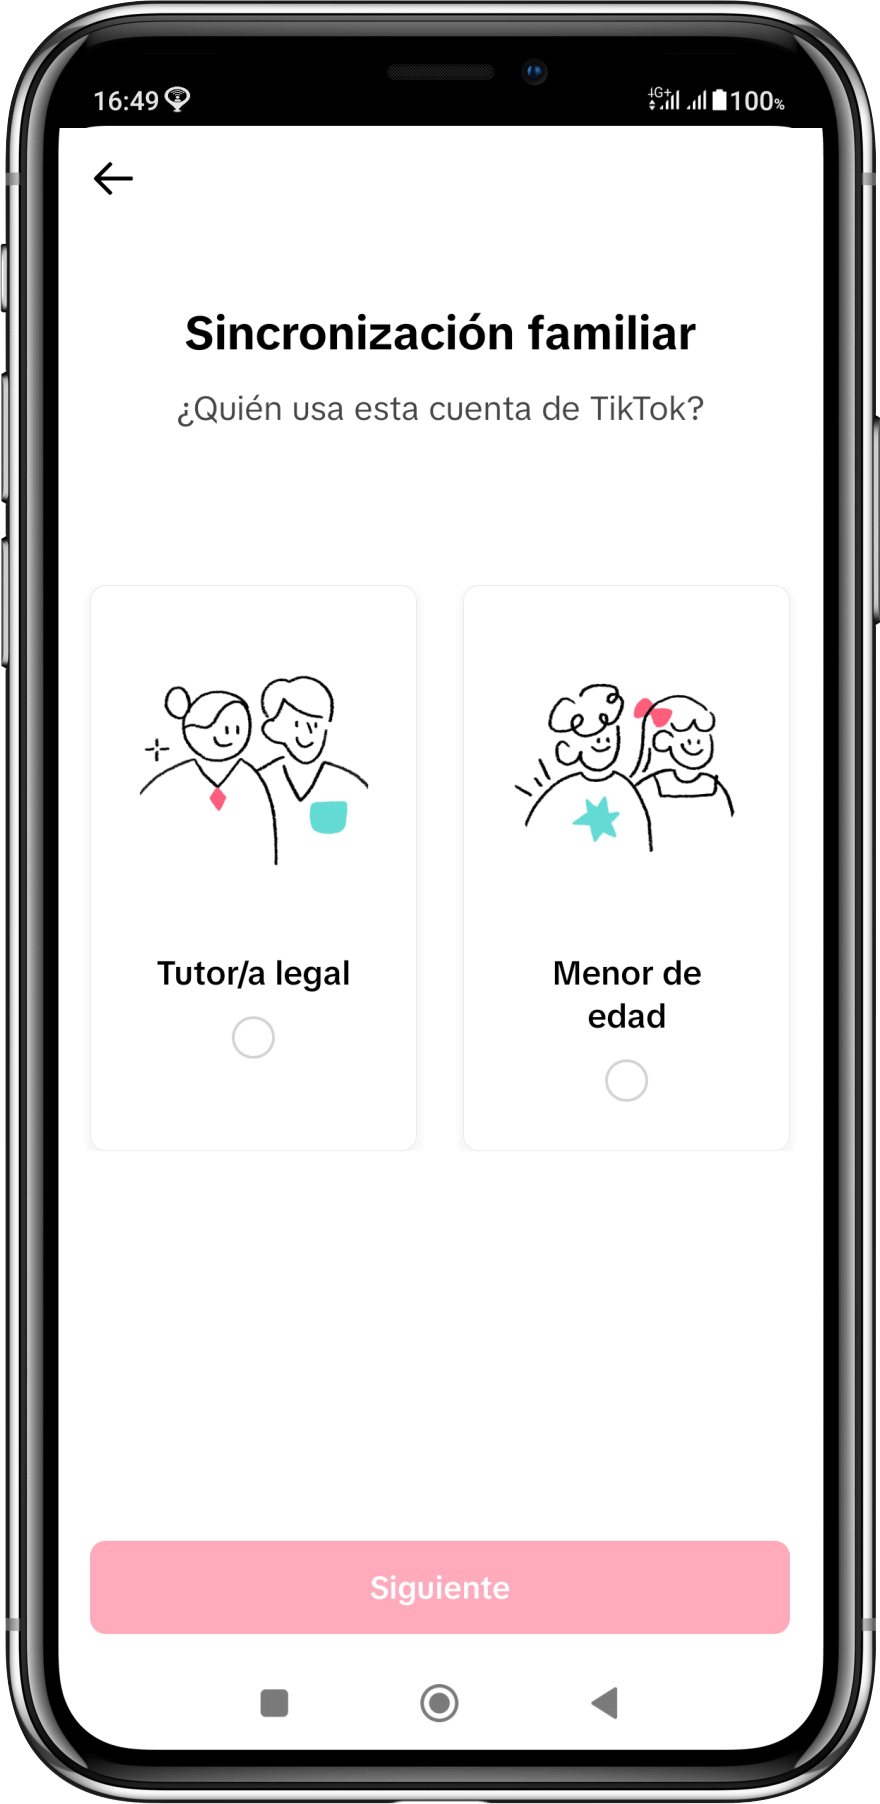 16:49 4G+ 100%
Sincronización familiar
¿Quién usa esta cuenta de TikTok?
Tutor/a legal
Menor de
edad
Siguiente